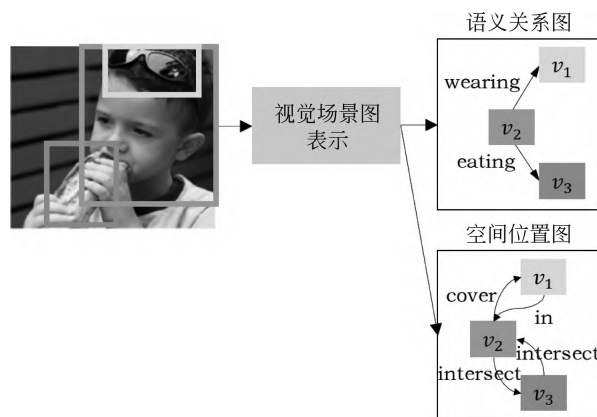 语义关系图
wearing
v₁
v₂
eating
v₃
视觉场景图
表示
空间位置图
v₁
cover
in
v₂
intersect
intersect
v₃